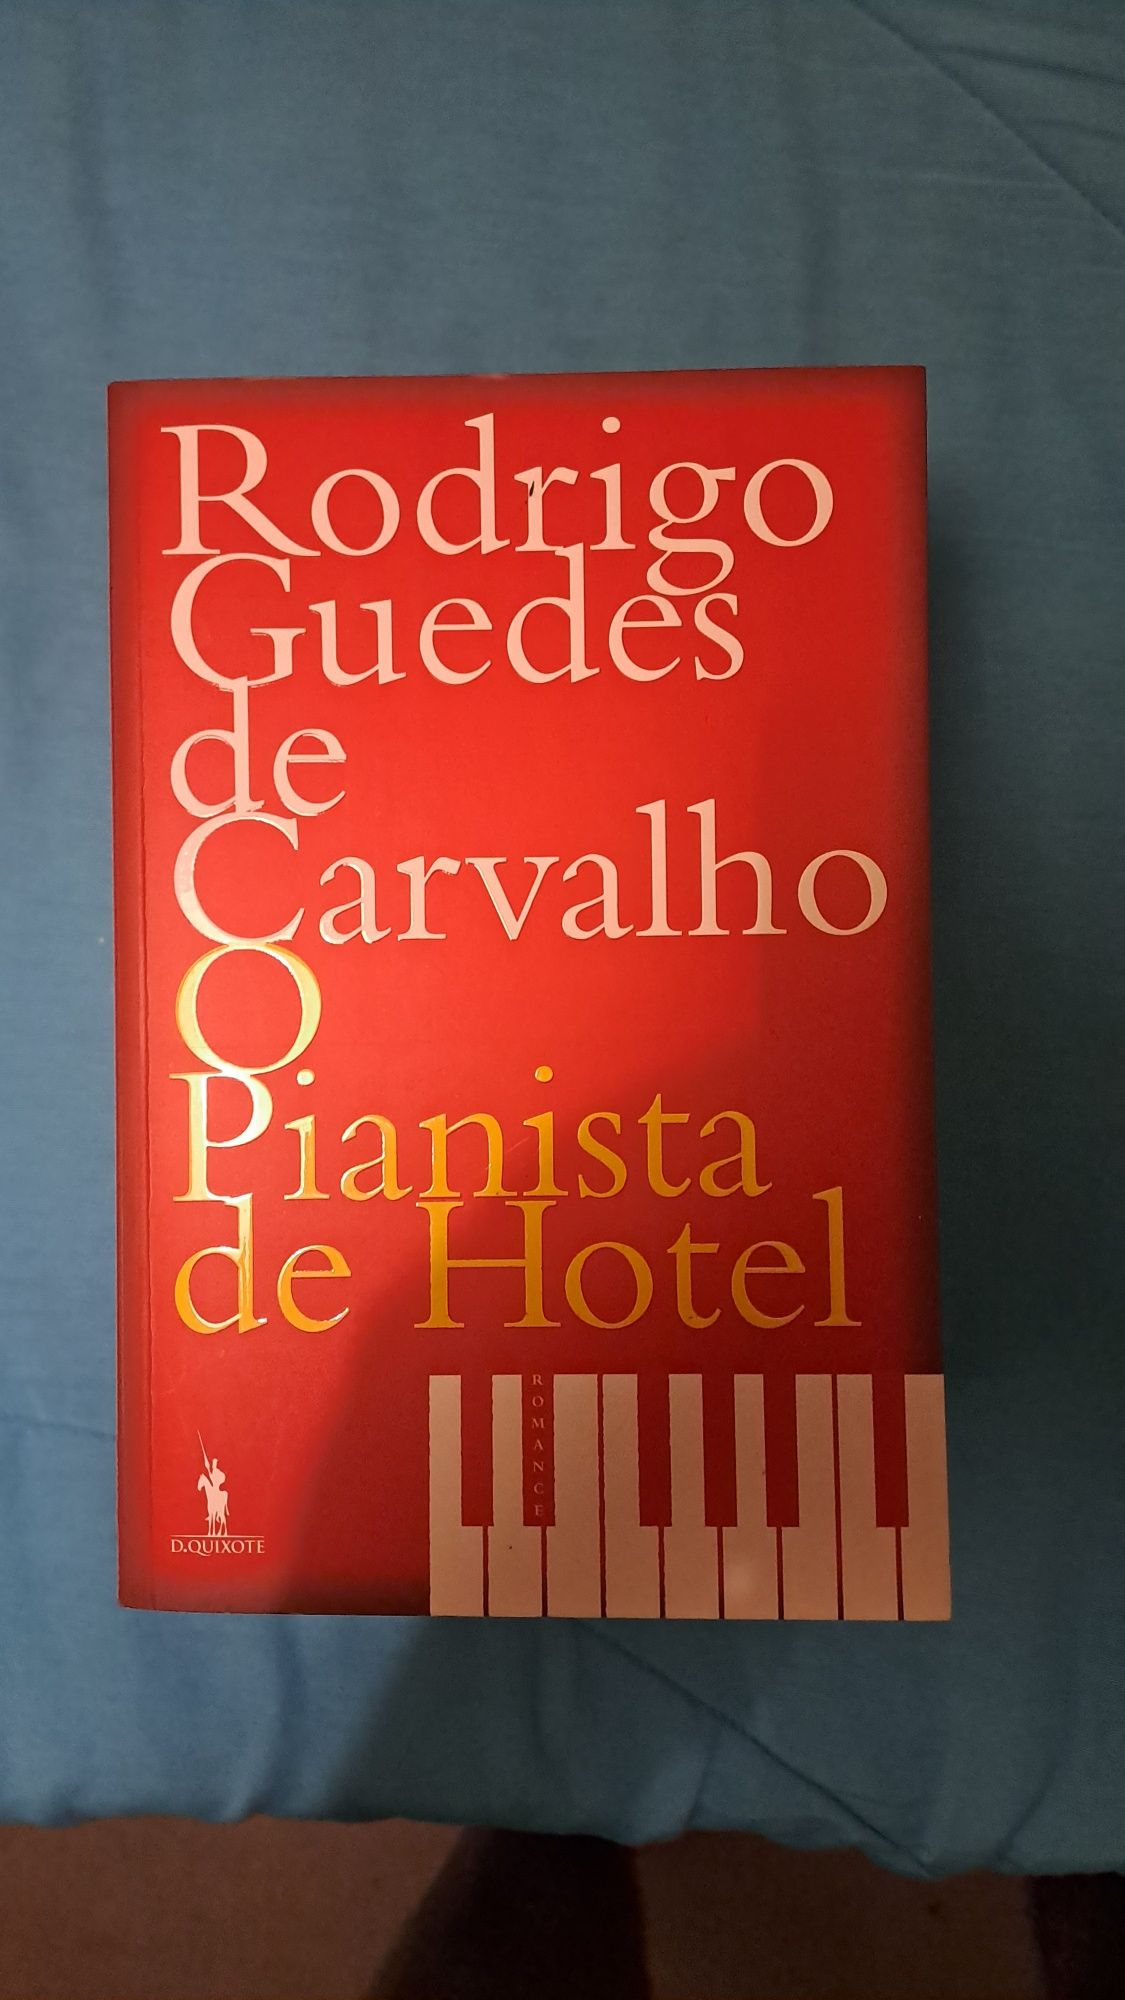 Rodrigo
Guedes
de
Carvalho
O
Pianista
de Hotel
ROMANCE
D.QUIXOTE